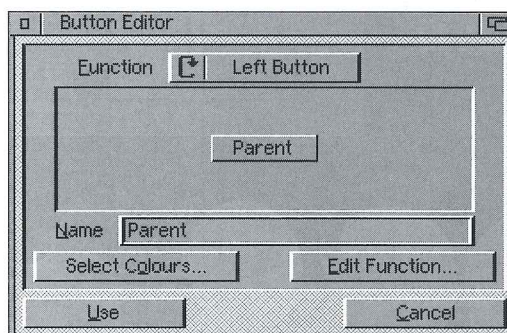 Button Editor
Function Left Button
Parent
Name Parent
Select Colours... Edit Function...
Use Cancel